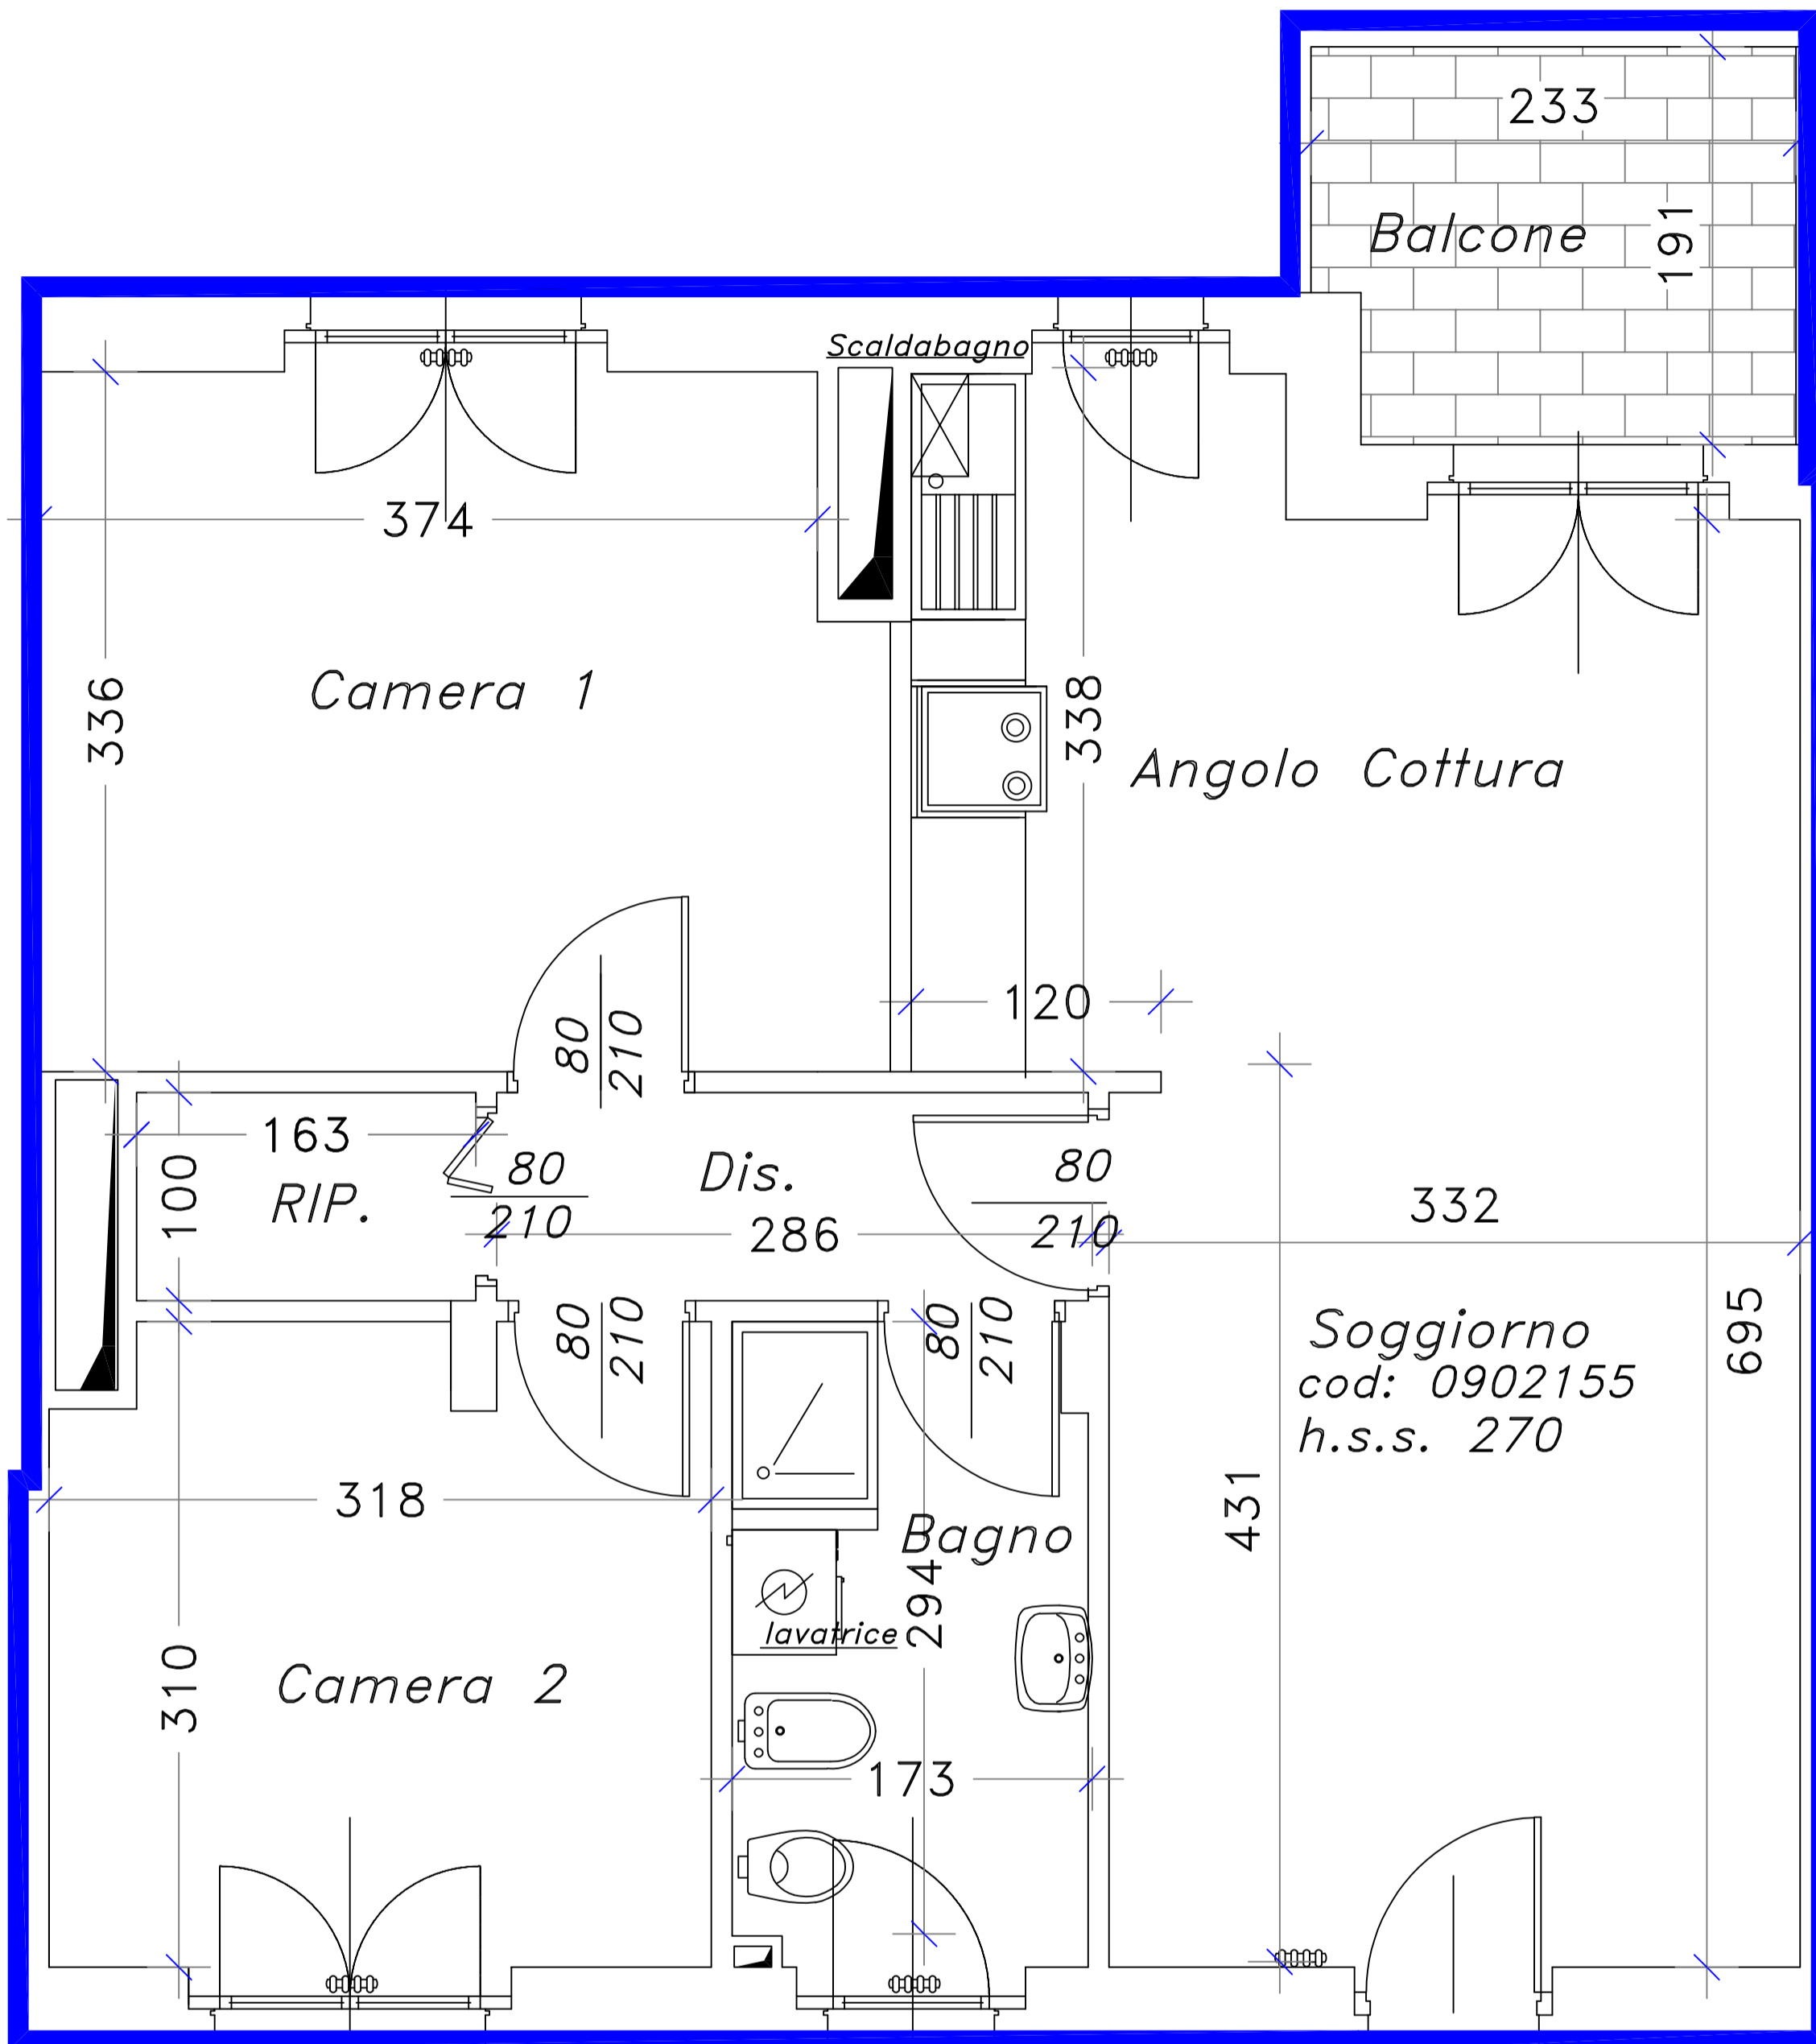 233
Balcone
191
Scaldabagno
374
Camera 1
336
338
Angolo Cottura
120
80
210
163
RIP.
100
80
210
Dis.
286
80
210
332
80
210
80
210
Soggiorno
cod: 0902155
h.s.s. 270
695
431
318
Bagno
294
lavatrice
310
Camera 2
173